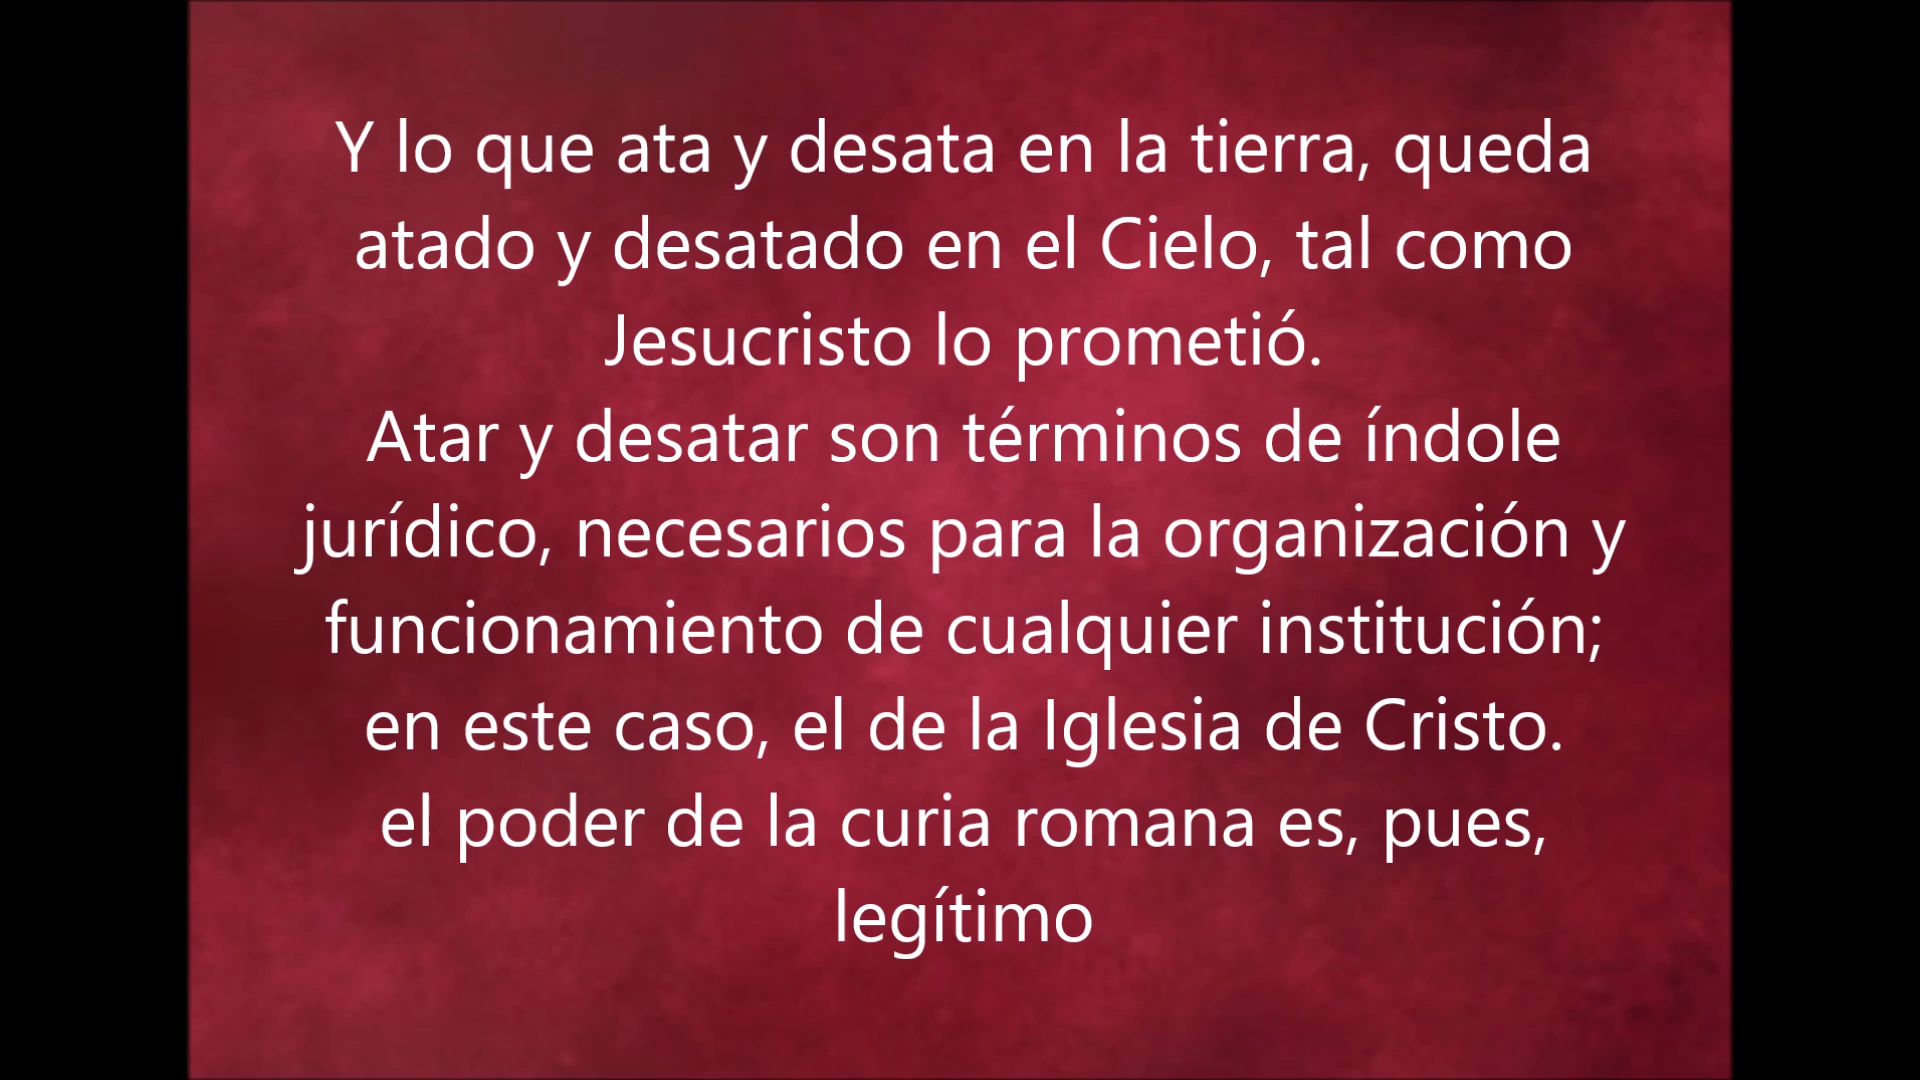 Y lo que ata y desata en la tierra, queda
atado y desatado en el Cielo, tal como
Jesucristo lo prometió.
Atar y desatar son términos de índole
jurídico, necesarios para la organización y
funcionamiento de cualquier institución;
en este caso, el de la Iglesia de Cristo.
el poder de la curia romana es, pues,
legítimo